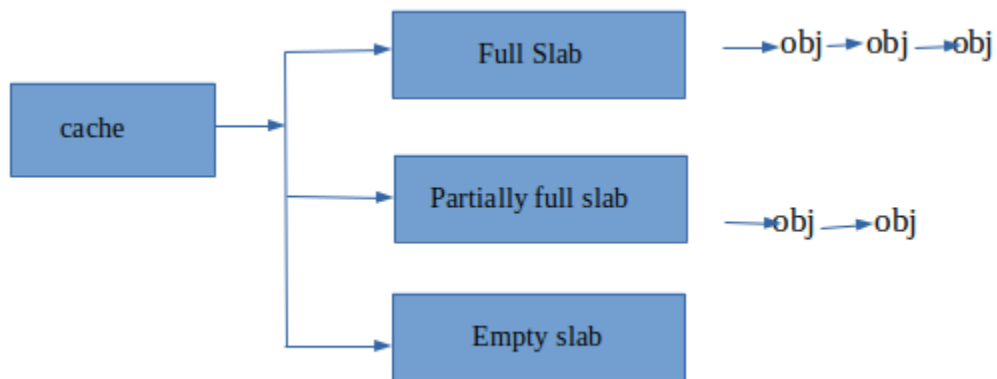 Full Slab
obj obj obj
cache
Partially full slab
obj obj
Empty slab